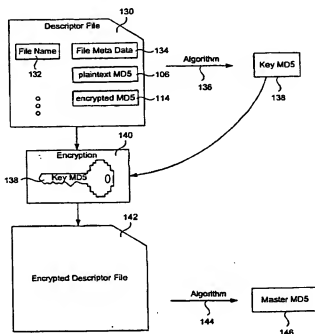 Descriptor File
130
File Name
132
File Meta Data
134
plaintext MD5
106
encrypted MD5
114
Algorithm
136
Key MD5
138
Encryption
140
138
Key MD5
142
Encrypted Descriptor File
Algorithm
144
Master MD5
146